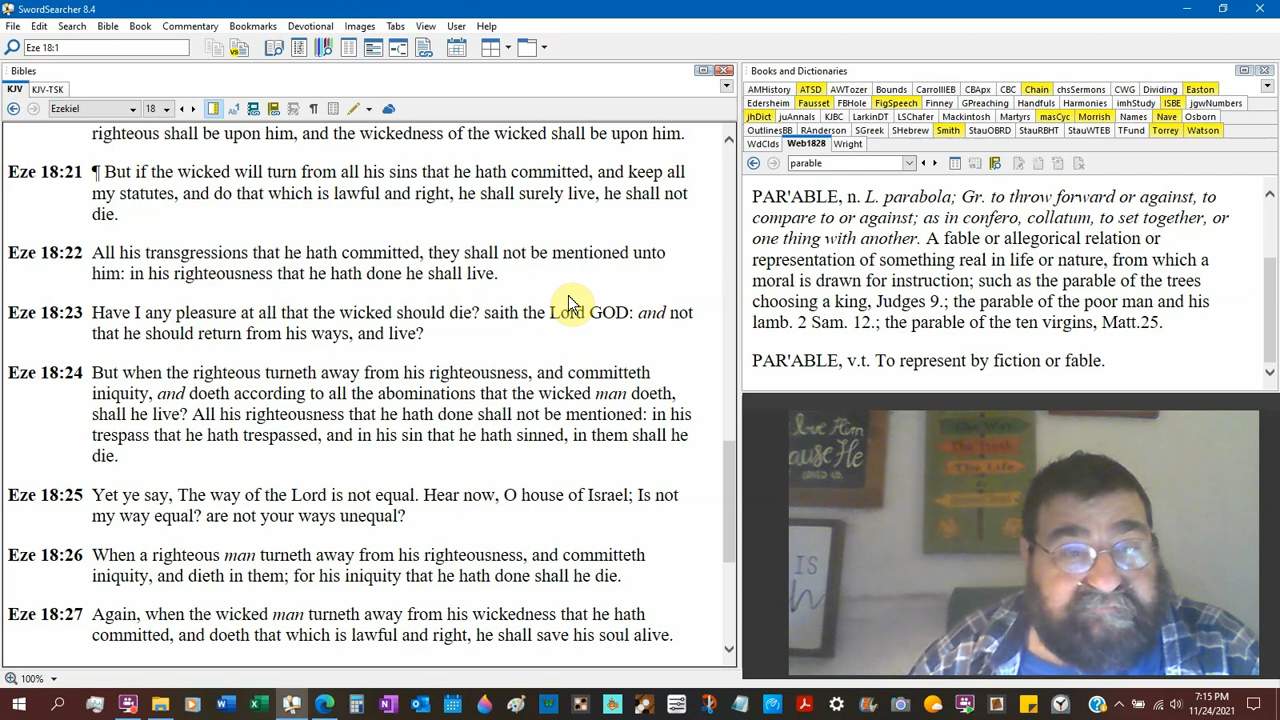 SwordSearcher 8.4
File Edit Search Bible Book Commentary Bookmarks Devotional Images Tabs View User Help
Eze 18:1
Bibles
KJV KJV-TSK
Ezekiel 18
righteous shall be upon him, and the wickedness of the wicked shall be upon him.
Eze 18:21 ¶ But if the wicked will turn from all his sins that he hath committed, and keep all
my statutes, and do that which is lawful and right, he shall surely live, he shall not
die.
Eze 18:22 All his transgressions that he hath committed, they shall not be mentioned unto
him: in his righteousness that he hath done he shall live.
Eze 18:23 Have I any pleasure at all that the wicked should die? saith the Lord GOD: and not
that he should return from his ways, and live?
Eze 18:24 But when the righteous turneth away from his righteousness, and committeth
iniquity, and doeth according to all the abominations that the wicked man doeth,
shall he live? All his righteousness that he hath done shall not be mentioned: in his
trespass that he hath trespassed, and in his sin that he hath sinned, in them shall he
die.
Eze 18:25 Yet ye say, The way of the Lord is not equal. Hear now, O house of Israel; Is not
my way equal? are not your ways unequal?
Eze 18:26 When a righteous man turneth away from his righteousness, and committeth
iniquity, and dieth in them; for his iniquity that he hath done shall he die.
Eze 18:27 Again, when the wicked man turneth away from his wickedness that he hath
committed, and doeth that which is lawful and right, he shall save his soul alive.
100%
Books and Dictionaries
AMHistory ATSD AWTozer Bounds CarrollIEB CBApx CBC Chain chsSermons CWG Dividing Easton
Edersheim Fausset FBHole FigSpeech Finney GPreaching Handfuls Harmonies imhStudy ISBE jgwNumbers
jhDict juAnnals KJBC LarkinDT LSChafer Mackintosh Martyrs masCyc Morrish Names Nave Osborn
OutlinesBB RAnderson SGreek SHebrew Smith StauOBRD StauRBHT StauWTEB TFund Torrey Watson
WdClds Web1828 Wright
parable
PAR'ABLE, n. L. parabola; Gr. to throw forward or against, to
compare to or against; as in confero, collatum, to set together, or
one thing with another. A fable or allegorical relation or
representation of something real in life or nature, from which a
moral is drawn for instruction; such as the parable of the trees
choosing a king, Judges 9.; the parable of the poor man and his
lamb. 2 Sam. 12.; the parable of the ten virgins, Matt.25.
PAR'ABLE, v.t. To represent by fiction or fable.
love Him
cause He
The Way
The Truth
The Life
IS
7:15 PM
11/24/2021